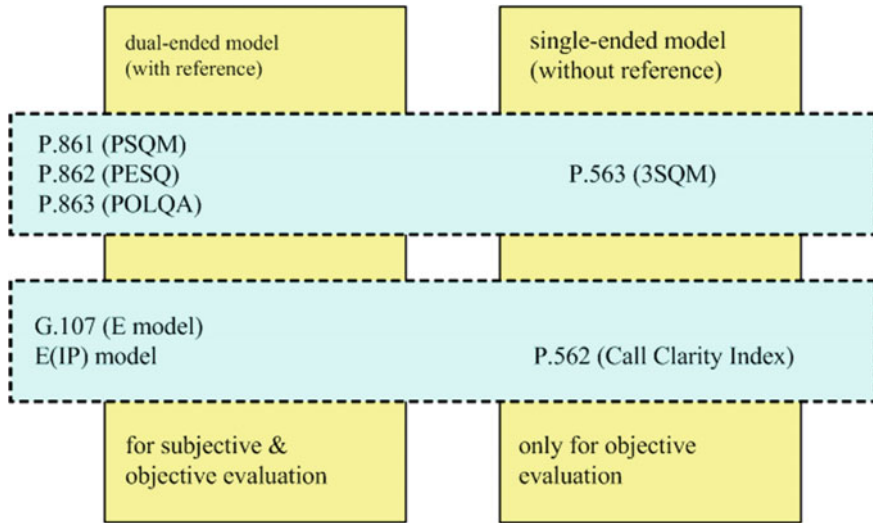 dual-ended model
(with reference)
single-ended model
(without reference)
P.861 (PSQM)
P.862 (PESQ)
P.863 (POLQA)
P.563 (3SQM)
G.107 (E model)
E(IP) model
P.562 (Call Clarity Index)
for subjective &
objective evaluation
only for objective
evaluation